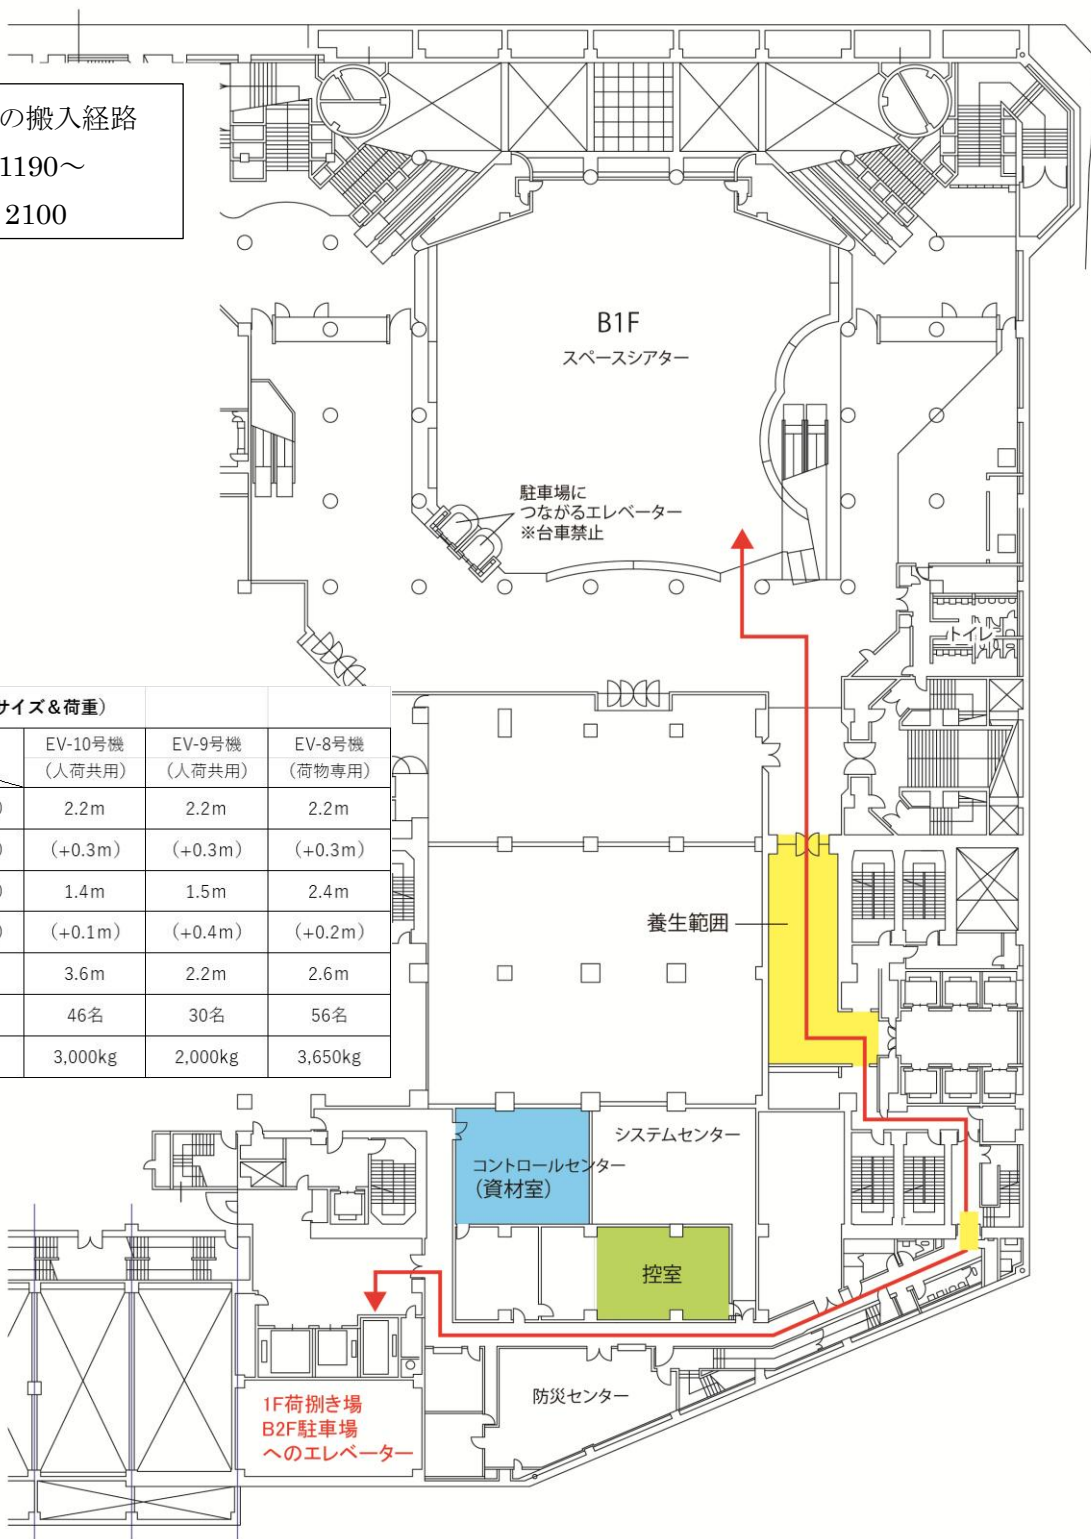 の搬入経路
1190～
2100
B1F
スペースシアター
駐車場に
つながるエレベーター
※台車禁止
トイレ
サイズ＆荷重）
EV-10号機 EV-9号機 EV-8号機
（人荷共用） （人荷共用） （荷物専用）
） 2.2m 2.2m 2.2m
） （+0.3m） （+0.3m） （+0.3m）
） 1.4m 1.5m 2.4m
） （+0.1m） （+0.4m） （+0.2m）
3.6m 2.2m 2.6m
46名 30名 56名
3,000kg 2,000kg 3,650kg
養生範囲
システムセンター
コントロールセンター
（資材室）
控室
防災センター
1F荷捌き場
B2F駐車場
へのエレベーター